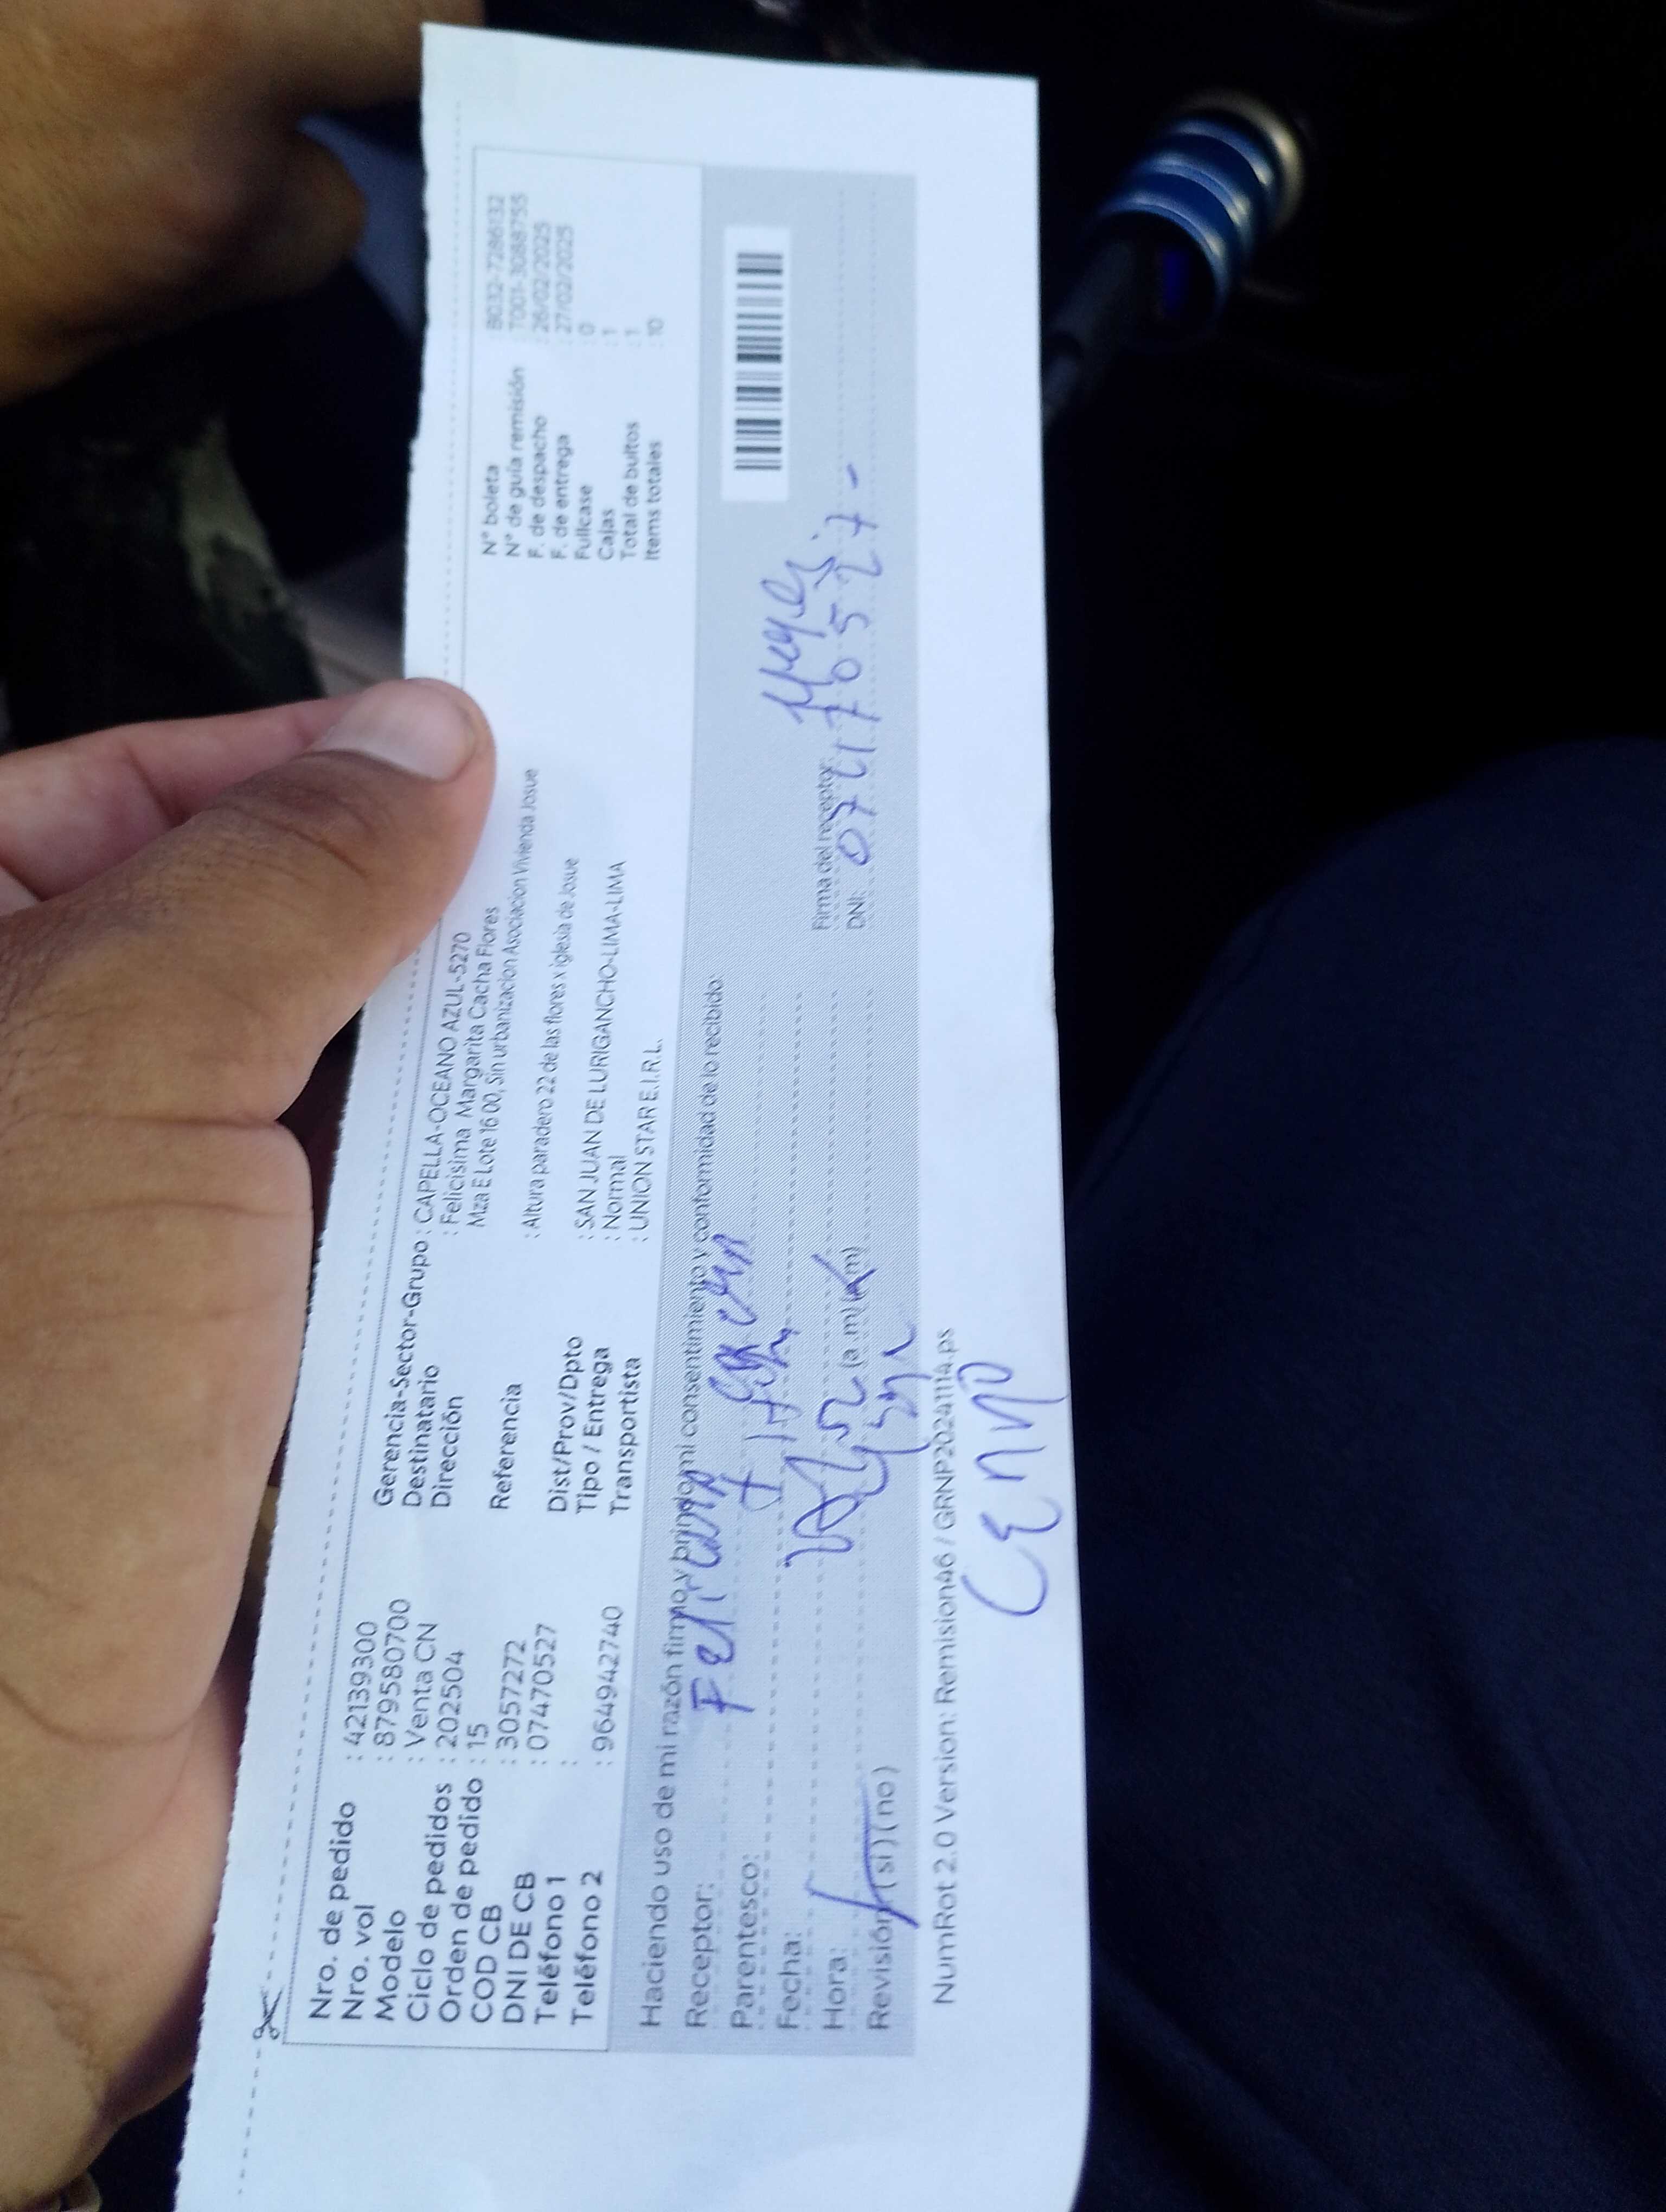 Nro. de pedido : 42139300
Nro. vol : 8795580700
Modelo : Venta CN
Ciclo de pedidos : 202504
Orden de pedido : 15
COD CB : 3057272
DNI DE CB : 07470527
Teléfono 1 :
Teléfono 2 : 964942740
Gerencia-Sector-Grupo : CAPELLA-OCEANO AZUL-5270
Destinatario : Felicisima Margarita Cacha Flores
Dirección Mza E Lote 16 00, Sin urbanizacion Asociacion Vivienda Josue
Referencia : Altura paradero 22 de las flores x iglesia de Josue
Dist/Prov/Dpto : SAN JUAN DE LURIGANCHO-LIMA-LIMA
Tipo / Entrega : Normal
Transportista : UNION STAR E.I.R.L.
N° boleta : B032-7286132
N° de guía remisión : T001-3088755
F. de despacho : 26/02/2025
F. de entrega : 27/02/2025
Fullcase : 0
Cajas : 1
Total de bultos : 1
Items totales : 10
Haciendo uso de mi razón firmo y brindo mi consentimiento y conformidad de lo recibido:
Receptor:
Parentesco:
Fecha:
Hora: (a.m) (p.m)
Revisión (si) (no)
Firma del receptor:
DNI: 07470527-
NumRot 2.0 Version: Remision46 / GRNP20241114.ps